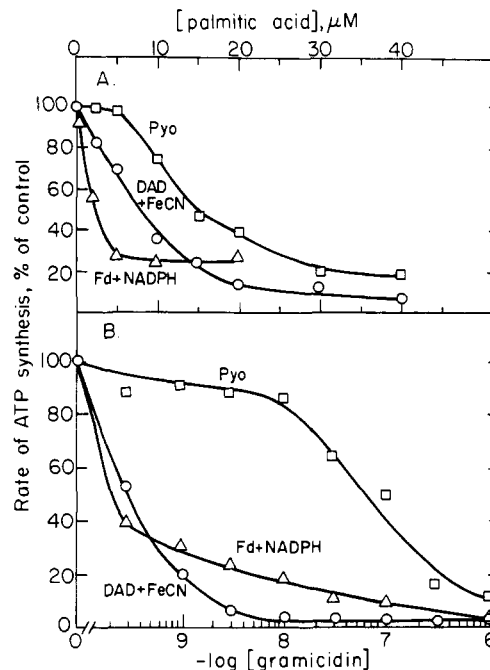 [palmitic acid], μM
0 10 20 30 40 50
A.
100
80
60
40
20
Pyo
DAD
+FeCN
Fd+NADPH
Rate of ATP synthesis, % of control
B.
100
80
60
40
20
0
Pyo
Fd+NADPH
DAD+FeCN
0 9 8 7 6
-log [gramicidin]